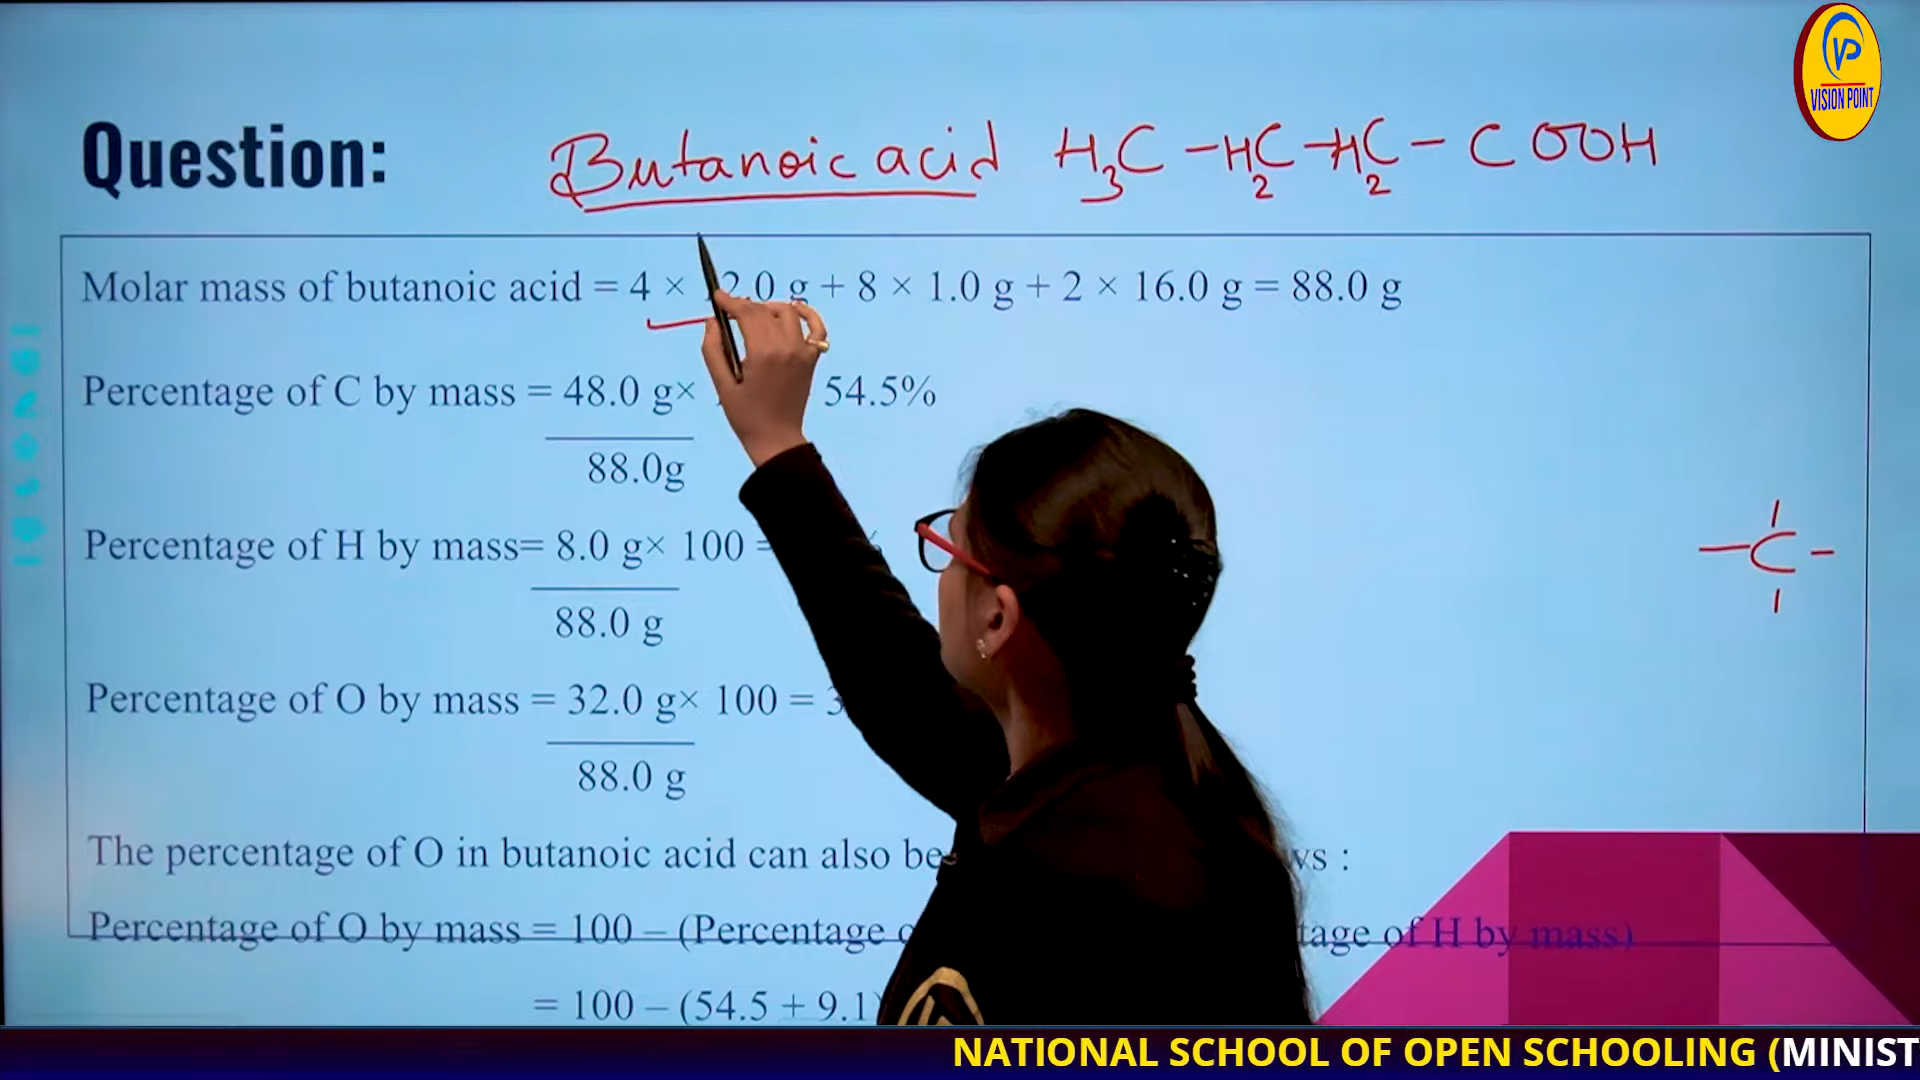 VP
VISION POINT
Question:
Butanoic acid H₃C – H₂C – H₂C – COOH
Molar mass of butanoic acid = 4 × 2.0 g + 8 × 1.0 g + 2 × 16.0 g = 88.0 g
Percentage of C by mass = 48.0 g× 54.5%
88.0g
Percentage of H by mass= 8.0 g× 100 =
88.0 g
– C –
Percentage of O by mass = 32.0 g× 100 = 3
88.0 g
The percentage of O in butanoic acid can also be ws :
Percentage of O by mass = 100 – (Percentage tage of H by mass)
= 100 – (54.5 + 9.1)
NATIONAL SCHOOL OF OPEN SCHOOLING (MINIST